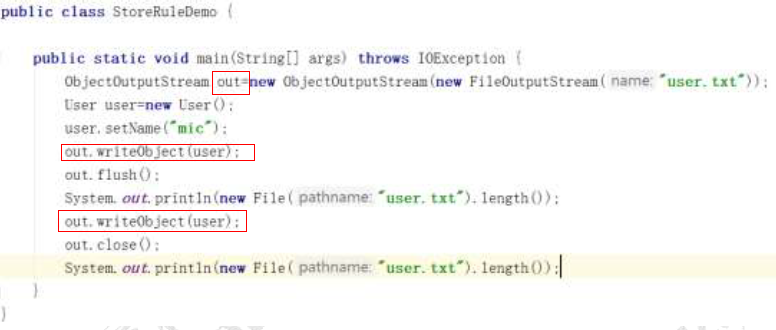 public class StoreRuleDemo {
public static void main(String[] args) throws IOException {
ObjectOutputStream out=new ObjectOutputStream(new FileOutputStream( name: "user.txt"));
User user=new User();
user.setName("mic");
out.writeObject(user);
out.flush();
System.out.println(new File( pathname: "user.txt").length());
out.writeObject(user);
out.close();
System.out.println(new File( pathname: "user.txt").length());
}
}